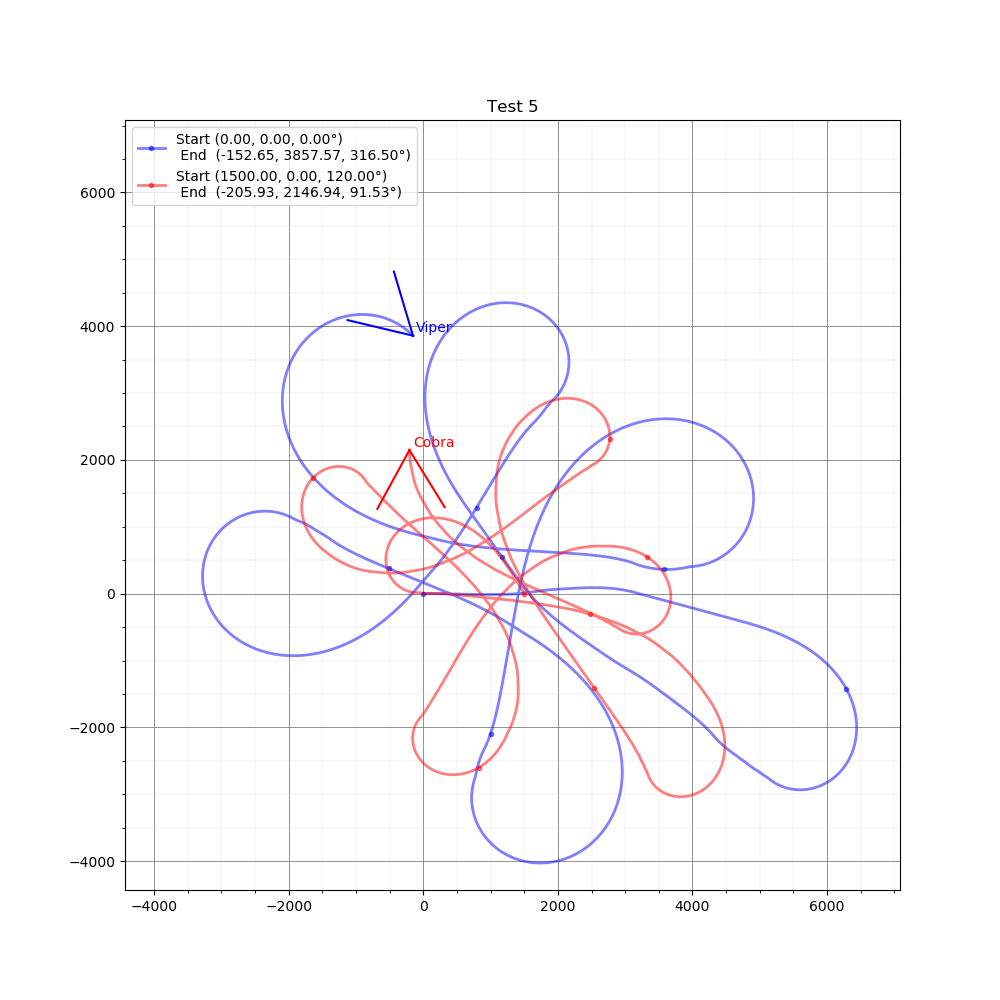 Test 5
Start (0.00, 0.00, 0.00°)
End (-152.65, 3857.57, 316.50°)
Start (1500.00, 0.00, 120.00°)
End (-205.93, 2146.94, 91.53°)
6000
4000
2000
0
−2000
−4000
Viper
Cobra
−4000 −2000 0 2000 4000 6000